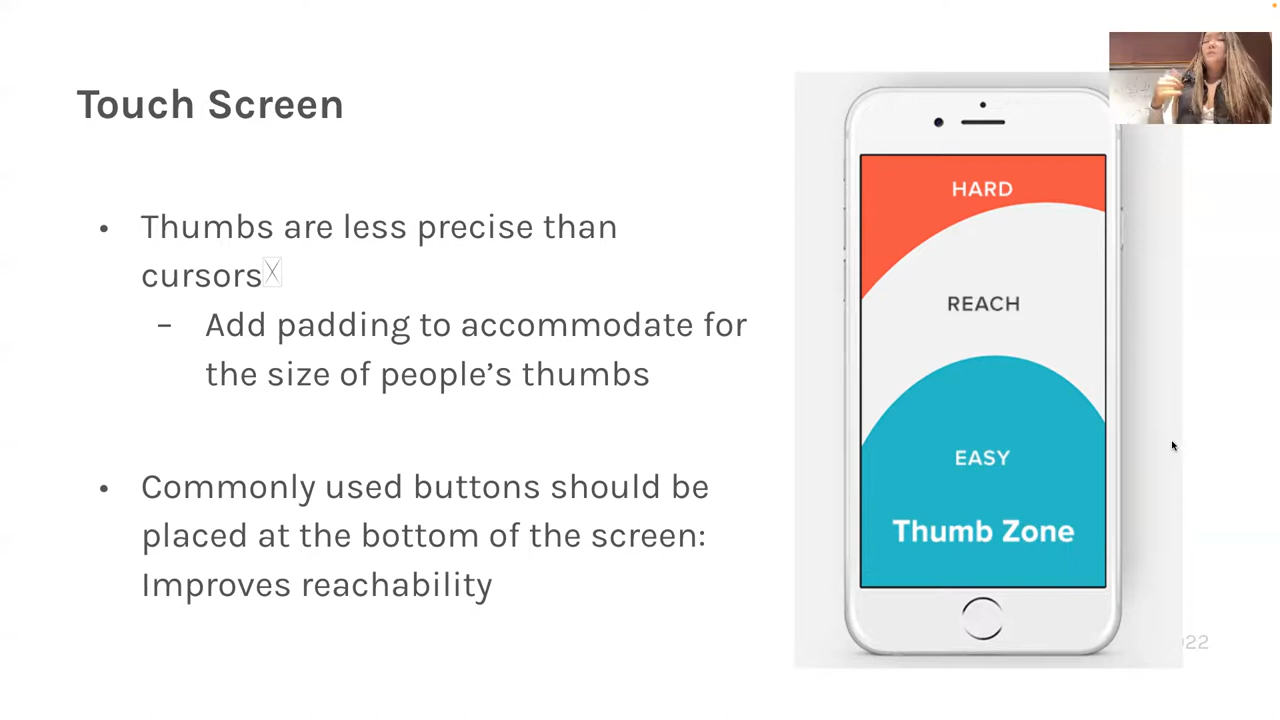 Touch Screen
• Thumbs are less precise than
cursors
– Add padding to accommodate for
the size of people’s thumbs
• Commonly used buttons should be
placed at the bottom of the screen:
Improves reachability
HARD
REACH
EASY
Thumb Zone